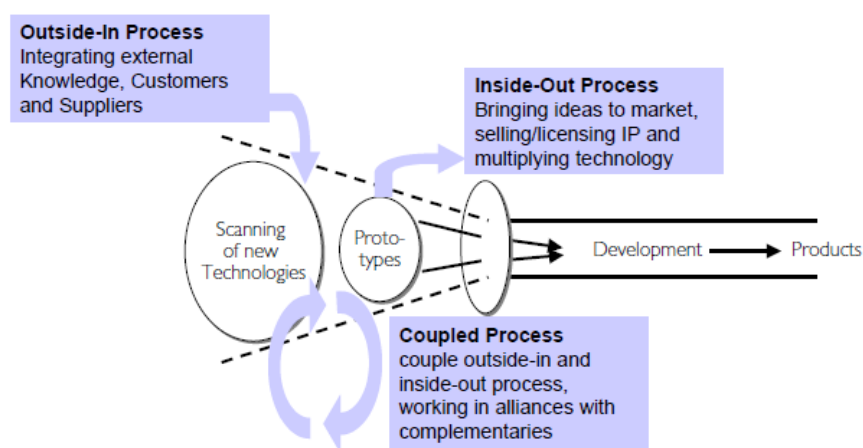 Outside-In Process
Integrating external
Knowledge, Customers
and Suppliers
Inside-Out Process
Bringing ideas to market,
selling/licensing IP and
multiplying technology
Scanning
of new
Technologies
Proto-
types
Development
Products
Coupled Process
couple outside-in and
inside-out process,
working in alliances with
complementaries